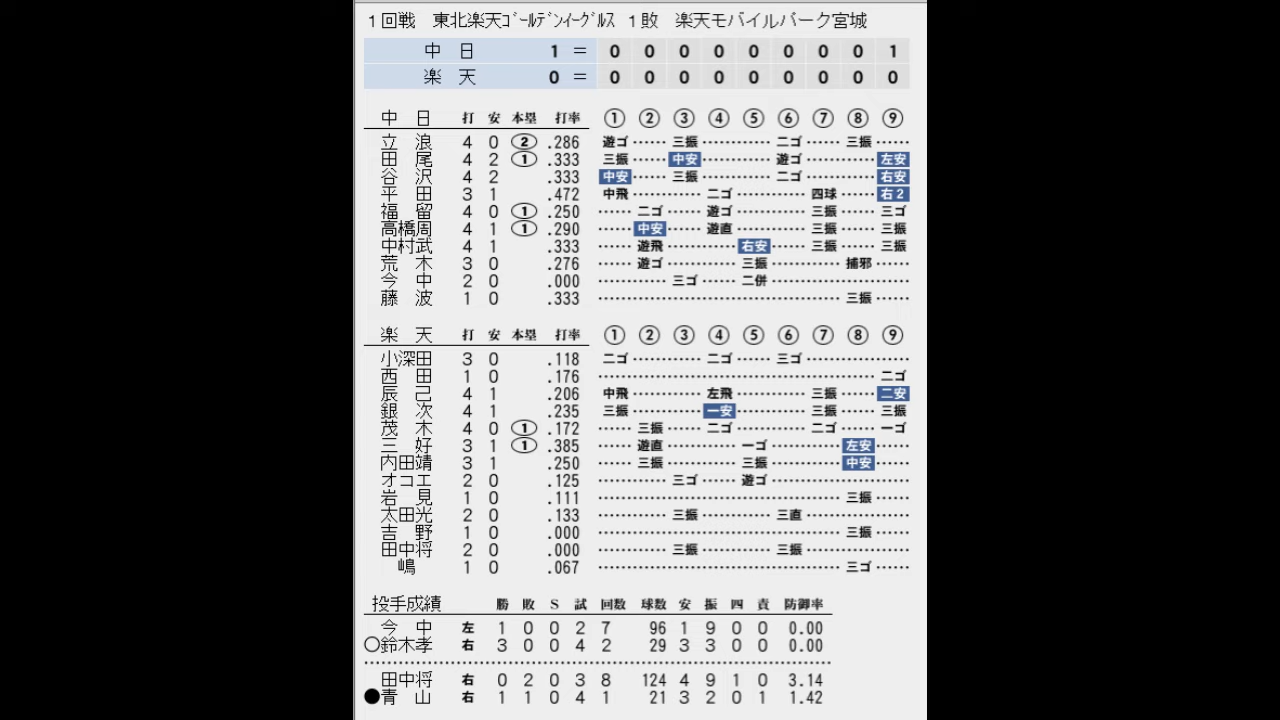 1回戦 東北楽天ゴールデンイーグルス 1敗 楽天モバイルパーク宮城
中日 1 = 0 0 0 0 0 0 0 0 1
楽天 0 = 0 0 0 0 0 0 0 0 0
中日 打 安 本塁 打率 ① ② ③ ④ ⑤ ⑥ ⑦ ⑧ ⑨
立浪 4 0 ② .286 遊ゴ 三振 二ゴ 三振
田尾 4 2 ① .333 三振 中安 遊ゴ 左安
谷沢 4 2 .333 中安 三振 二ゴ 右安
平田 3 1 .472 中飛 二ゴ 四球 右2
福留 4 0 ① .250 二ゴ 遊ゴ 三振 三ゴ
高橋周 4 1 ① .290 中安 遊直 三振 三振
中村武 4 1 .333 遊飛 右安 三振 三振
荒木 3 0 .276 遊ゴ 三振 捕邪
今中 2 0 .000 三ゴ 二併
藤波 1 0 .333 三振
楽天 打 安 本塁 打率 ① ② ③ ④ ⑤ ⑥ ⑦ ⑧ ⑨
小深田 3 0 .118 二ゴ 二ゴ 三ゴ
西田 1 0 .176 二ゴ
辰己 4 1 .206 中飛 左飛 三振 二安
銀次 4 1 .235 三振 一安 三振 三振
茂木 4 0 ① .172 三振 二ゴ 二ゴ 一ゴ
三好 3 1 ① .385 遊直 一ゴ 左安
内田靖 3 1 .250 三振 三振 中安
オコエ 2 0 .125 三ゴ 遊ゴ
岩見 1 0 .111 三振
太田光 2 0 .133 三振 三直
吉野 1 0 .000 三振
田中将 2 0 .000 三振 三振
嶋 1 0 .067 三ゴ
投手成績 勝 敗 S 試 回数 球数 安 振 四 責 防御率
今中 左 1 0 0 2 7 96 1 9 0 0 0.00
○鈴木孝 右 3 0 0 4 2 29 3 3 0 0 0.00
田中将 右 0 2 0 3 8 124 4 9 1 0 3.14
●青山 右 1 1 0 4 1 21 3 2 0 1 1.42